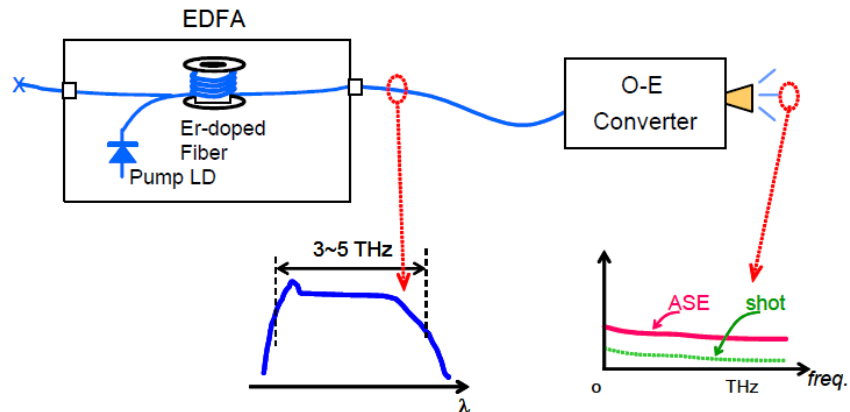 EDFA
X
Er-doped
Fiber
Pump LD
O-E
Converter
3~5 THz
λ
ASE
shot
o
THz
freq.